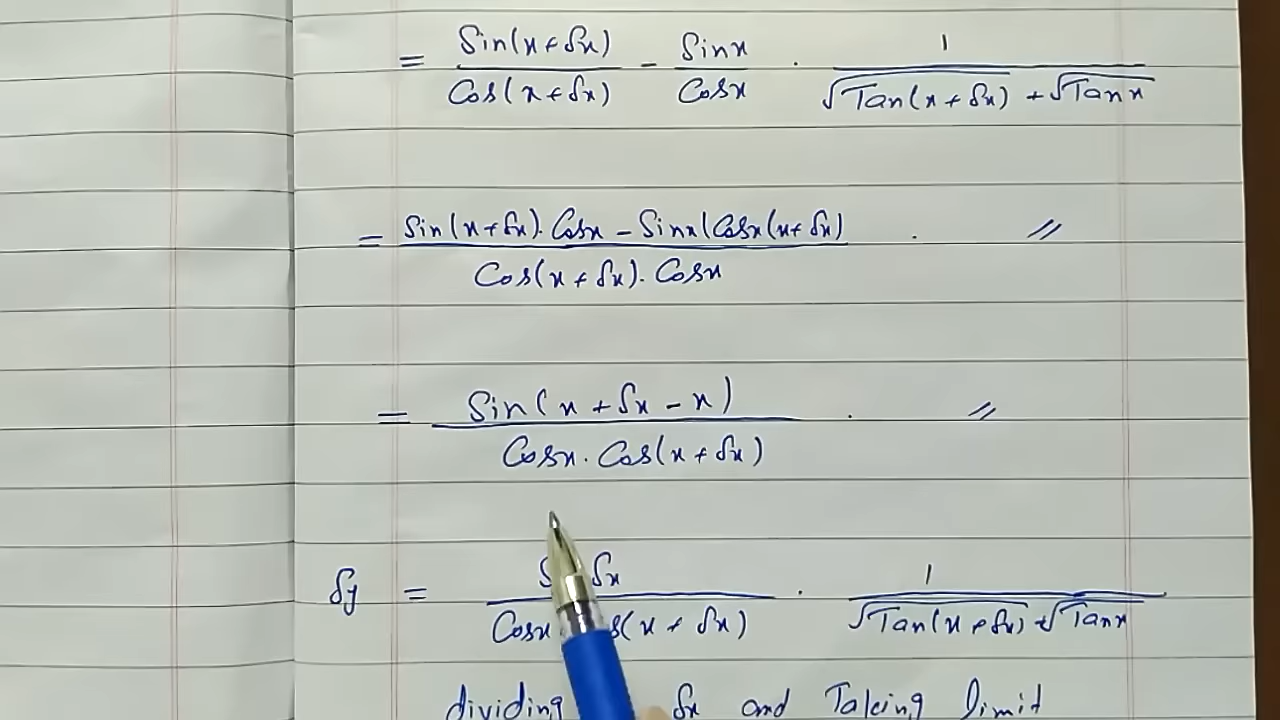 = Sin(x+δx)/Cos(x+δx) - Sinx/Cosx . 1/(√Tan(x+δx) + √Tanx)
= (Sin(x+δx). Cosx - Sinx(Cosx(x+δx))/(Cos(x+δx). Cosx) . //
= Sin(x+δx-x)/(Cosx. Cos(x+δx)) . //
δy = δx/(Cosx (x+δx)) . 1/(√Tan(x+δx) + √Tanx)
dividing δx and Taking limit